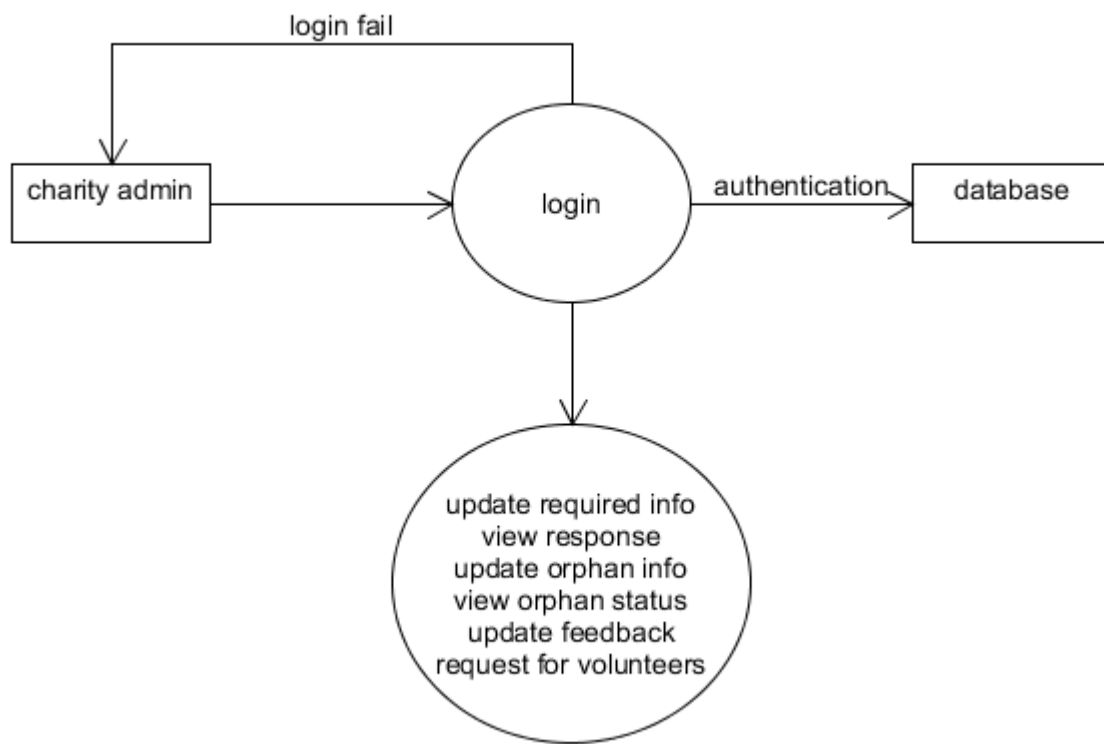 login fail
charity admin
login
authentication
database
update required info
view response
update orphan info
view orphan status
update feedback
request for volunteers